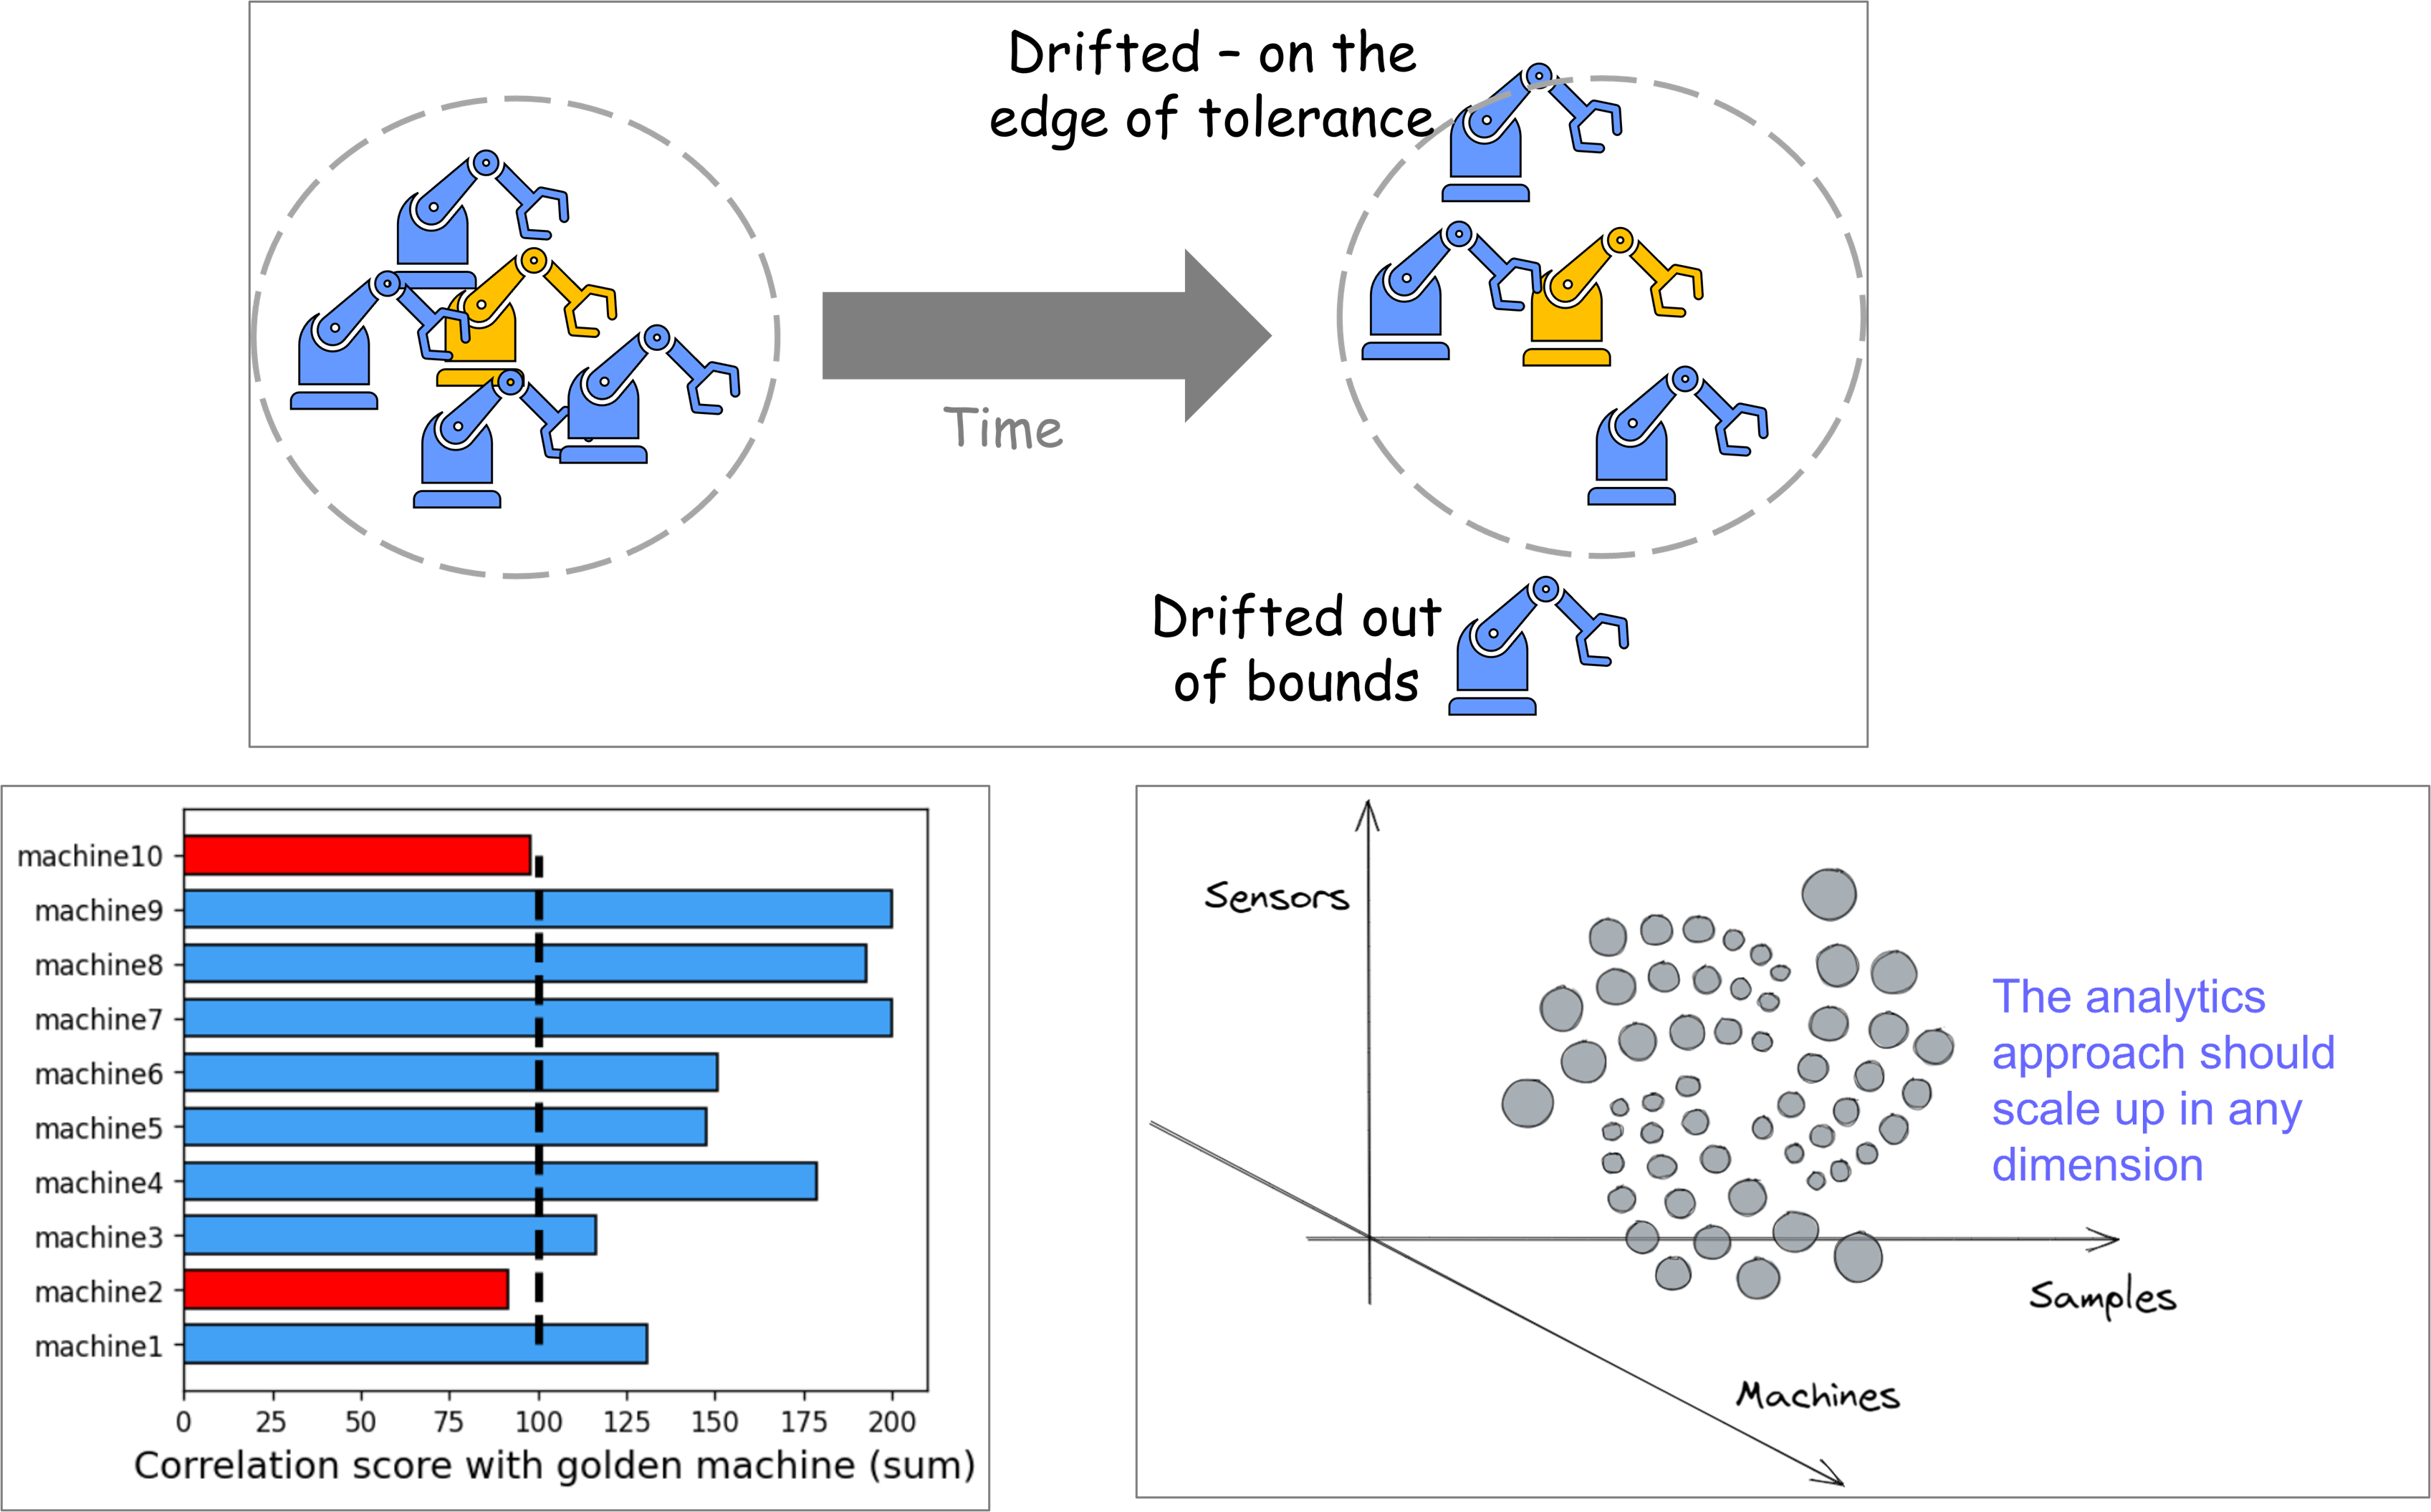 Drifted - on the
edge of tolerance
Time
Drifted out
of bounds
machine10
machine9
machine8
machine7
machine6
machine5
machine4
machine3
machine2
machine1
0 25 50 75 100 125 150 175 200
Correlation score with golden machine (sum)
Sensors
The analytics
approach should
scale up in any
dimension
Samples
Machines